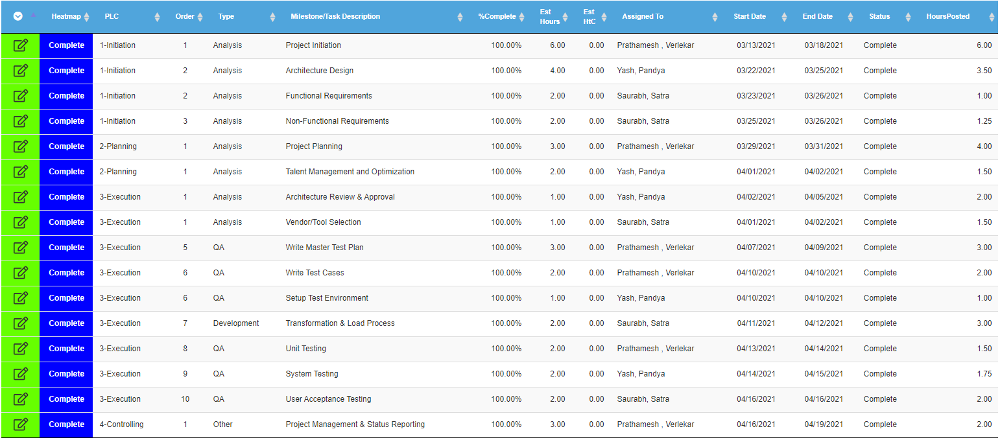 Heatmap PLC Order Type Milestone/Task Description %Complete Est Hours Est HtC Assigned To Start Date End Date Status HoursPosted
Complete 1-Initiation 1 Analysis Project Initiation 100.00% 6.00 0.00 Prathamesh , Verlekar 03/13/2021 03/18/2021 Complete 6.00
Complete 1-Initiation 2 Analysis Architecture Design 100.00% 4.00 0.00 Yash, Pandya 03/22/2021 03/25/2021 Complete 3.50
Complete 1-Initiation 2 Analysis Functional Requirements 100.00% 2.00 0.00 Saurabh, Satra 03/23/2021 03/26/2021 Complete 1.00
Complete 1-Initiation 3 Analysis Non-Functional Requirements 100.00% 2.00 0.00 Saurabh, Satra 03/25/2021 03/26/2021 Complete 1.25
Complete 2-Planning 1 Analysis Project Planning 100.00% 3.00 0.00 Prathamesh , Verlekar 03/29/2021 03/31/2021 Complete 4.00
Complete 2-Planning 1 Analysis Talent Management and Optimization 100.00% 2.00 0.00 Yash, Pandya 04/01/2021 04/02/2021 Complete 1.50
Complete 3-Execution 1 Analysis Architecture Review & Approval 100.00% 1.00 0.00 Yash, Pandya 04/02/2021 04/05/2021 Complete 2.00
Complete 3-Execution 1 Analysis Vendor/Tool Selection 100.00% 1.00 0.00 Saurabh, Satra 04/01/2021 04/02/2021 Complete 1.50
Complete 3-Execution 5 QA Write Master Test Plan 100.00% 3.00 0.00 Prathamesh , Verlekar 04/07/2021 04/09/2021 Complete 3.00
Complete 3-Execution 6 QA Write Test Cases 100.00% 2.00 0.00 Prathamesh , Verlekar 04/10/2021 04/10/2021 Complete 2.00
Complete 3-Execution 6 QA Setup Test Environment 100.00% 1.00 0.00 Yash, Pandya 04/10/2021 04/10/2021 Complete 1.00
Complete 3-Execution 7 Development Transformation & Load Process 100.00% 2.00 0.00 Saurabh, Satra 04/11/2021 04/12/2021 Complete 3.00
Complete 3-Execution 8 QA Unit Testing 100.00% 2.00 0.00 Prathamesh , Verlekar 04/13/2021 04/14/2021 Complete 1.50
Complete 3-Execution 9 QA System Testing 100.00% 2.00 0.00 Yash, Pandya 04/14/2021 04/15/2021 Complete 1.75
Complete 3-Execution 10 QA User Acceptance Testing 100.00% 2.00 0.00 Saurabh, Satra 04/16/2021 04/16/2021 Complete 2.00
Complete 4-Controlling 1 Other Project Management & Status Reporting 100.00% 3.00 0.00 Prathamesh , Verlekar 04/16/2021 04/19/2021 Complete 2.00